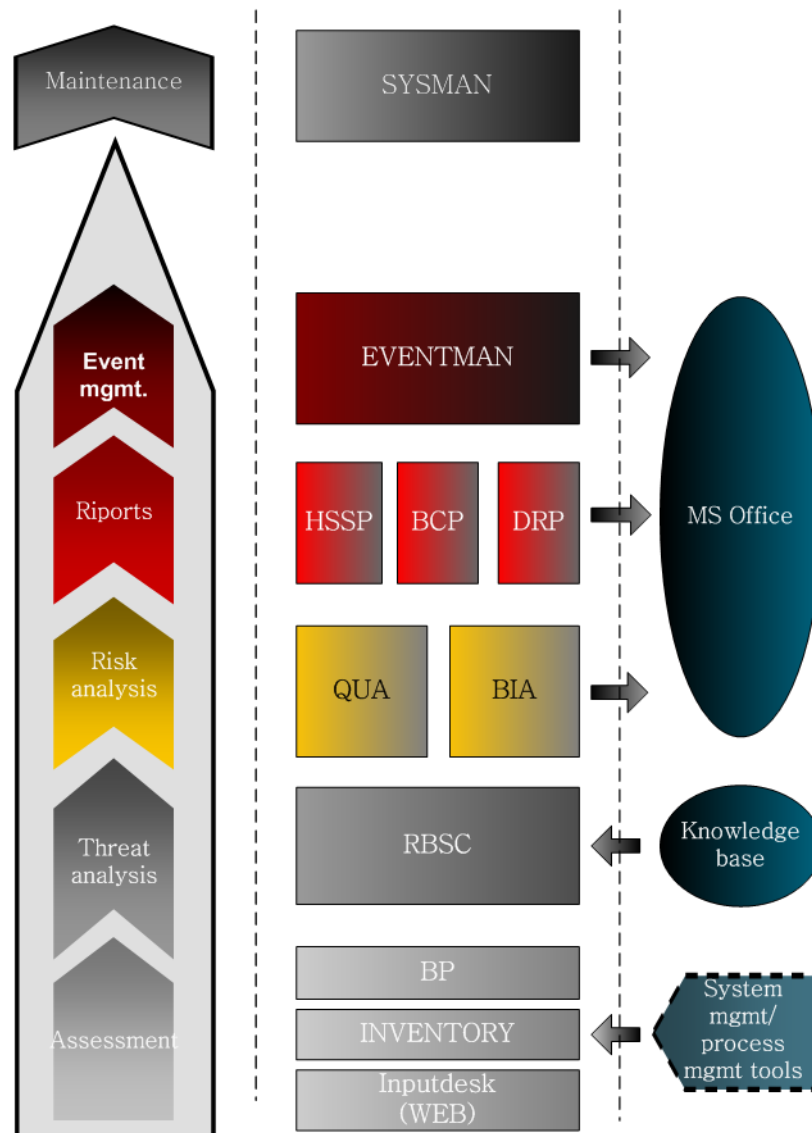 Maintenance
SYSMAN
Event
mgmt.
EVENTMAN
Riports
HSSP
BCP
DRP
MS Office
Risk
analysis
QUA
BIA
Threat
analysis
RBSC
Knowledge
base
Assessment
BP
INVENTORY
Inputdesk
(WEB)
System
mgmt/
process
mgmt tools